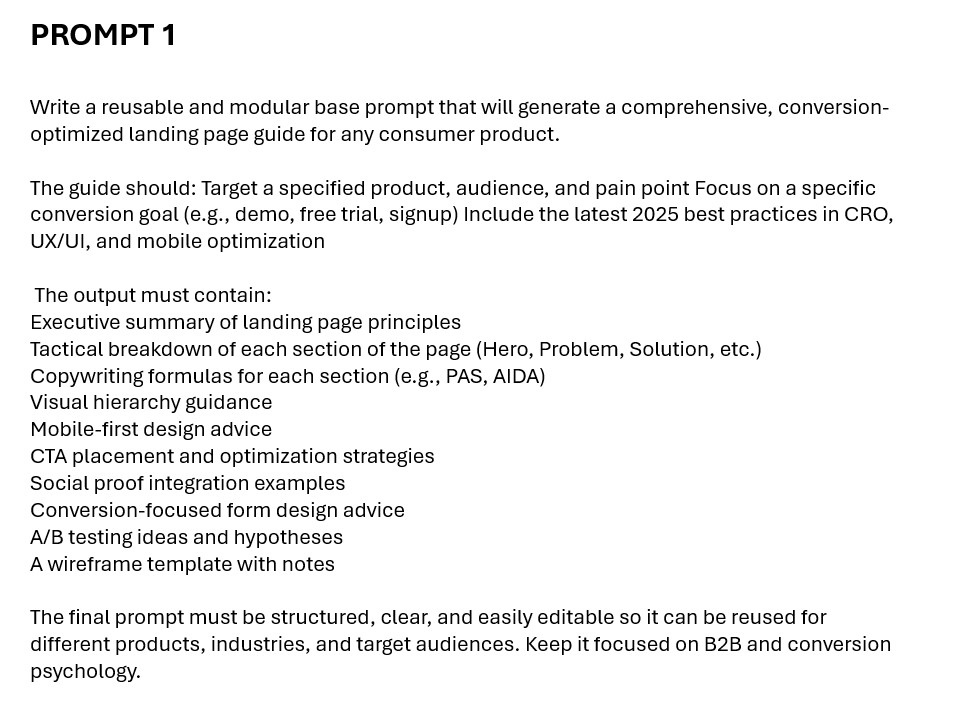 PROMPT 1
Write a reusable and modular base prompt that will generate a comprehensive, conversion-
optimized landing page guide for any consumer product.
The guide should: Target a specified product, audience, and pain point Focus on a specific
conversion goal (e.g., demo, free trial, signup) Include the latest 2025 best practices in CRO,
UX/UI, and mobile optimization
The output must contain:
Executive summary of landing page principles
Tactical breakdown of each section of the page (Hero, Problem, Solution, etc.)
Copywriting formulas for each section (e.g., PAS, AIDA)
Visual hierarchy guidance
Mobile-first design advice
CTA placement and optimization strategies
Social proof integration examples
Conversion-focused form design advice
A/B testing ideas and hypotheses
A wireframe template with notes
The final prompt must be structured, clear, and easily editable so it can be reused for
different products, industries, and target audiences. Keep it focused on B2B and conversion
psychology.